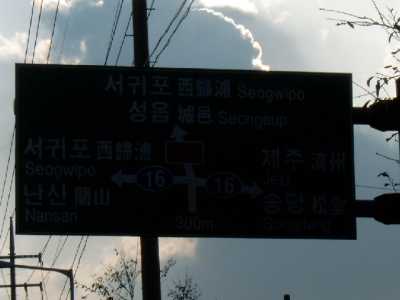 서귀포 西歸浦 Seogwipo
성읍 城邑 Seongeup
서귀포 西歸浦
Seogwipo
난산 蘭山
Nansan
16
16
제주 濟州
Jeju
송당 松堂
Songdang
300m